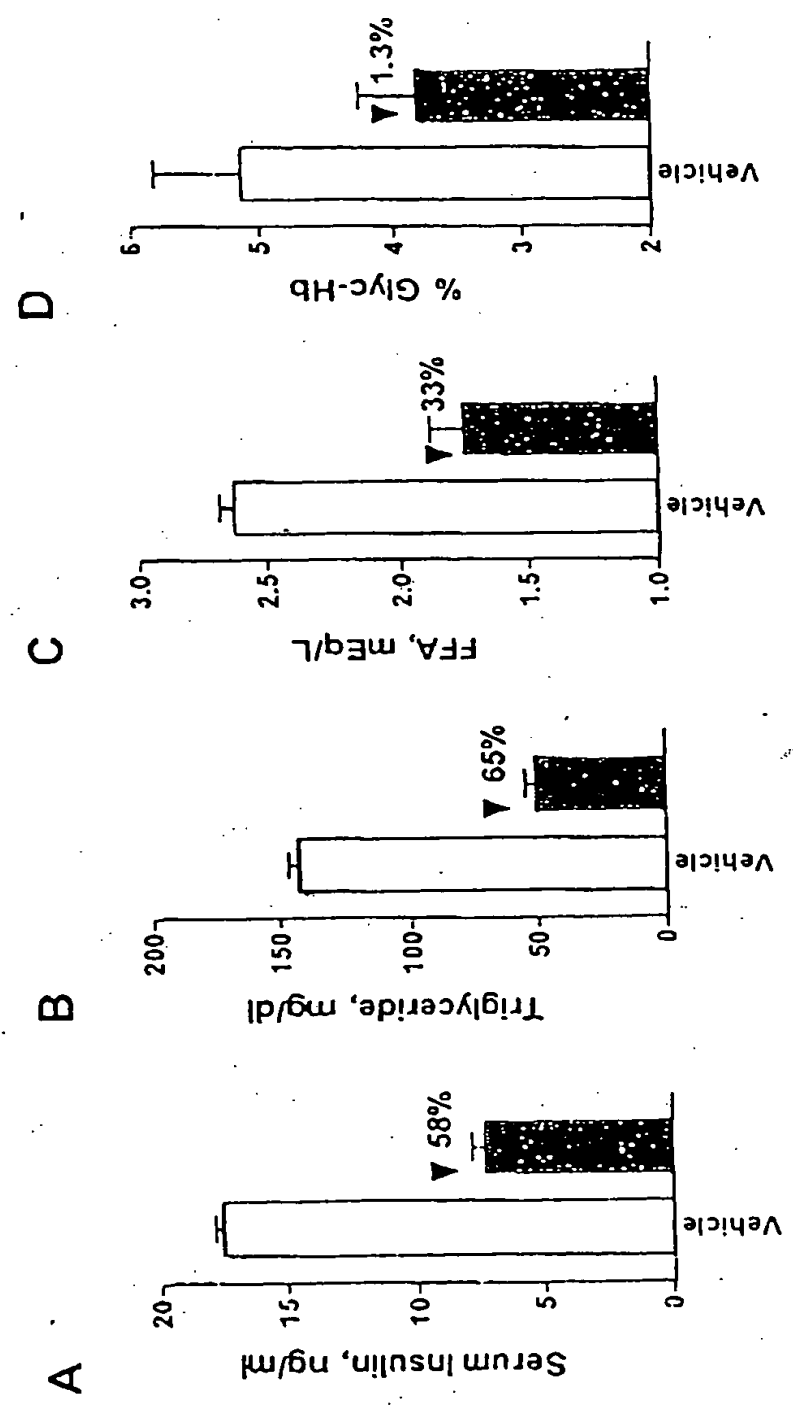 A
Serum Insulin, ng/ml
20
15
10
5
0
58%
Vehicle
B
Triglyceride, mg/dl
200
150
100
50
0
65%
Vehicle
C
FFA, mEq/L
3.0
2.5
2.0
1.5
1.0
33%
Vehicle
D
% Glyc-Hb
6
5
4
3
2
1.3%
Vehicle